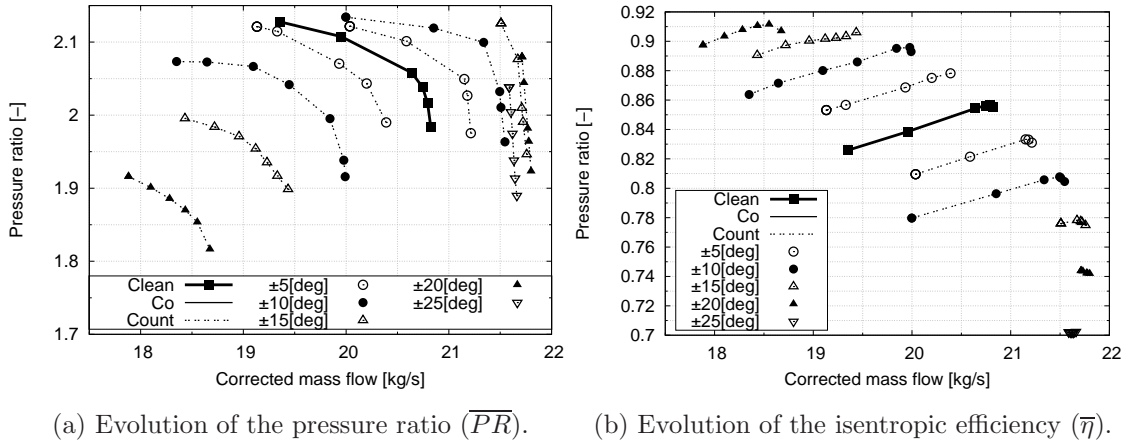 2.1
2
1.9
1.8
1.7
Pressure ratio [–]
Clean
Co
Count
±5[deg]
±10[deg]
±15[deg]
±20[deg]
±25[deg]
18 19 20 21 22
Corrected mass flow [kg/s]
(a) Evolution of the pressure ratio (P̅R̅).
0.92
0.9
0.88
0.86
0.84
0.82
0.8
0.78
0.76
0.74
0.72
0.7
Pressure ratio [–]
Clean
Co
Count
±5[deg]
±10[deg]
±15[deg]
±20[deg]
±25[deg]
18 19 20 21 22
Corrected mass flow [kg/s]
(b) Evolution of the isentropic efficiency (η̅).